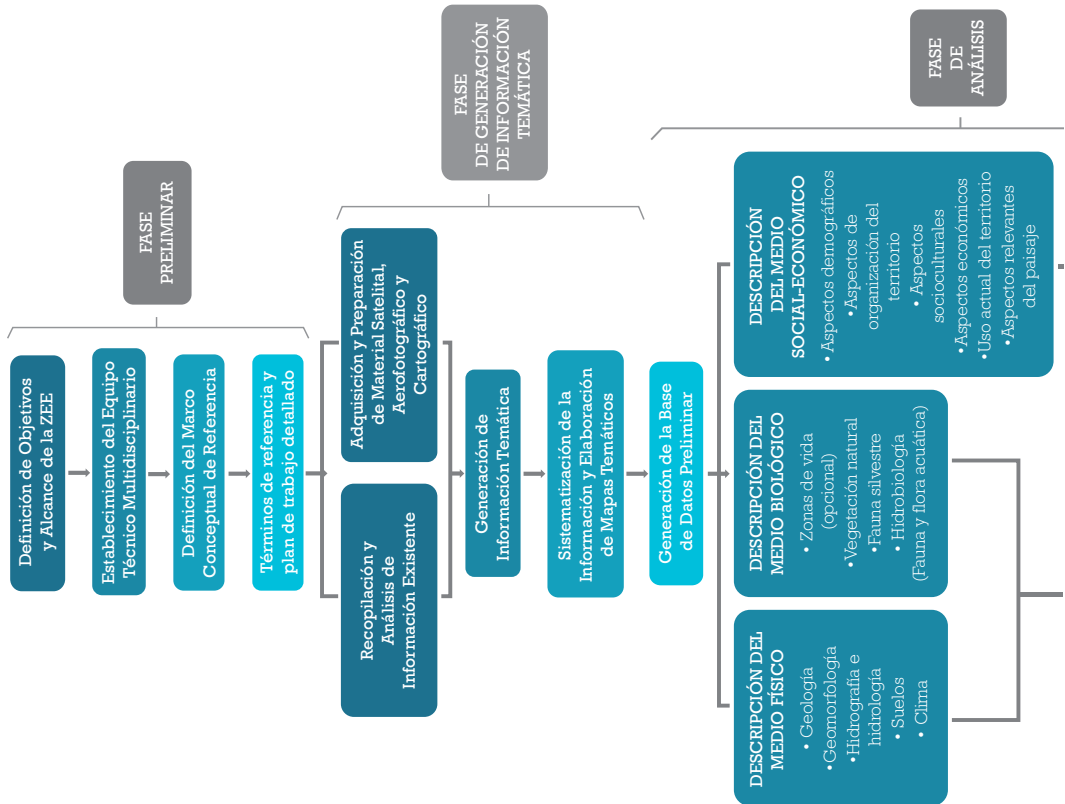 FASE
PRELIMINAR
Definición de Objetivos
y Alcance de la ZEE
Establecimiento del Equipo
Técnico Multidisciplinario
Definición del Marco
Conceptual de Referencia
Términos de referencia y
plan de trabajo detallado
FASE
DE GENERACIÓN
DE INFORMACIÓN
TEMÁTICA
Recopilación y
Análisis de
Información Existente
Adquisición y Preparación
de Material Satelital,
Aerofotográfico y
Cartográfico
Generación de
Información Temática
Sistematización de la
Información y Elaboración
de Mapas Temáticos
Generación de la Base
de Datos Preliminar
FASE
DE
ANÁLISIS
DESCRIPCIÓN DEL
MEDIO FÍSICO
• Geología
•Geomorfología
•Hidrografía e
hidrología
• Suelos
• Clima
DESCRIPCIÓN DEL
MEDIO BIOLÓGICO
• Zonas de vida
(opcional)
•Vegetación natural
•Fauna silvestre
• Hidrobiología
(Fauna y flora acuática)
DESCRIPCIÓN
DEL MEDIO
SOCIAL-ECONÓMICO
• Aspectos demográficos
•Aspectos de
organización del
territorio
• Aspectos
socioculturales
•Aspectos económicos
•Uso actual del territorio
•Aspectos relevantes
del paisaje